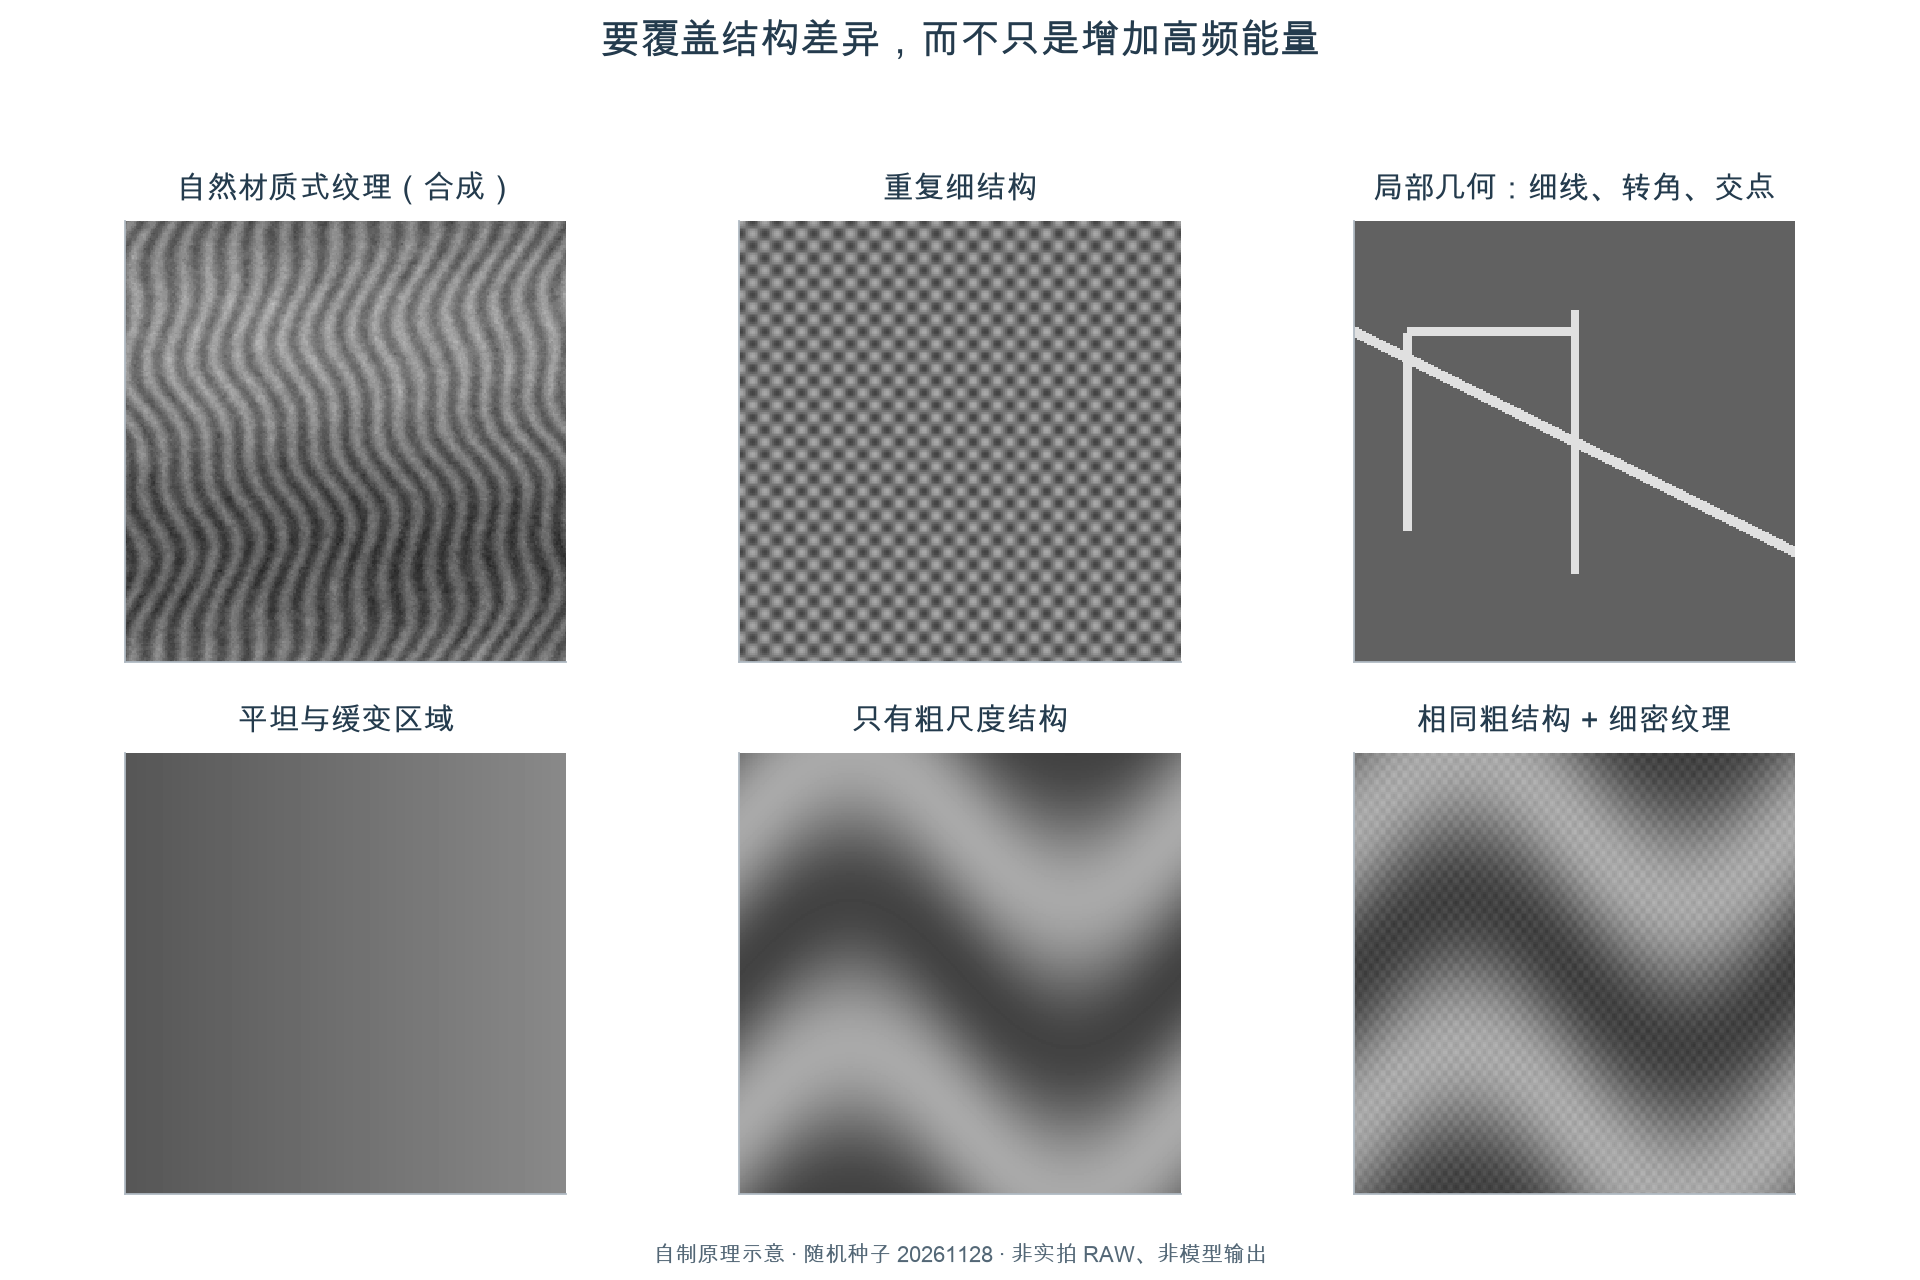 要覆盖结构差异，而不只是增加高频能量
自然材质式纹理（合成）
重复细结构
局部几何：细线、转角、交点
平坦与缓变区域
只有粗尺度结构
相同粗结构 + 细密纹理
自制原理示意 · 随机种子 20261128 · 非实拍 RAW、非模型输出